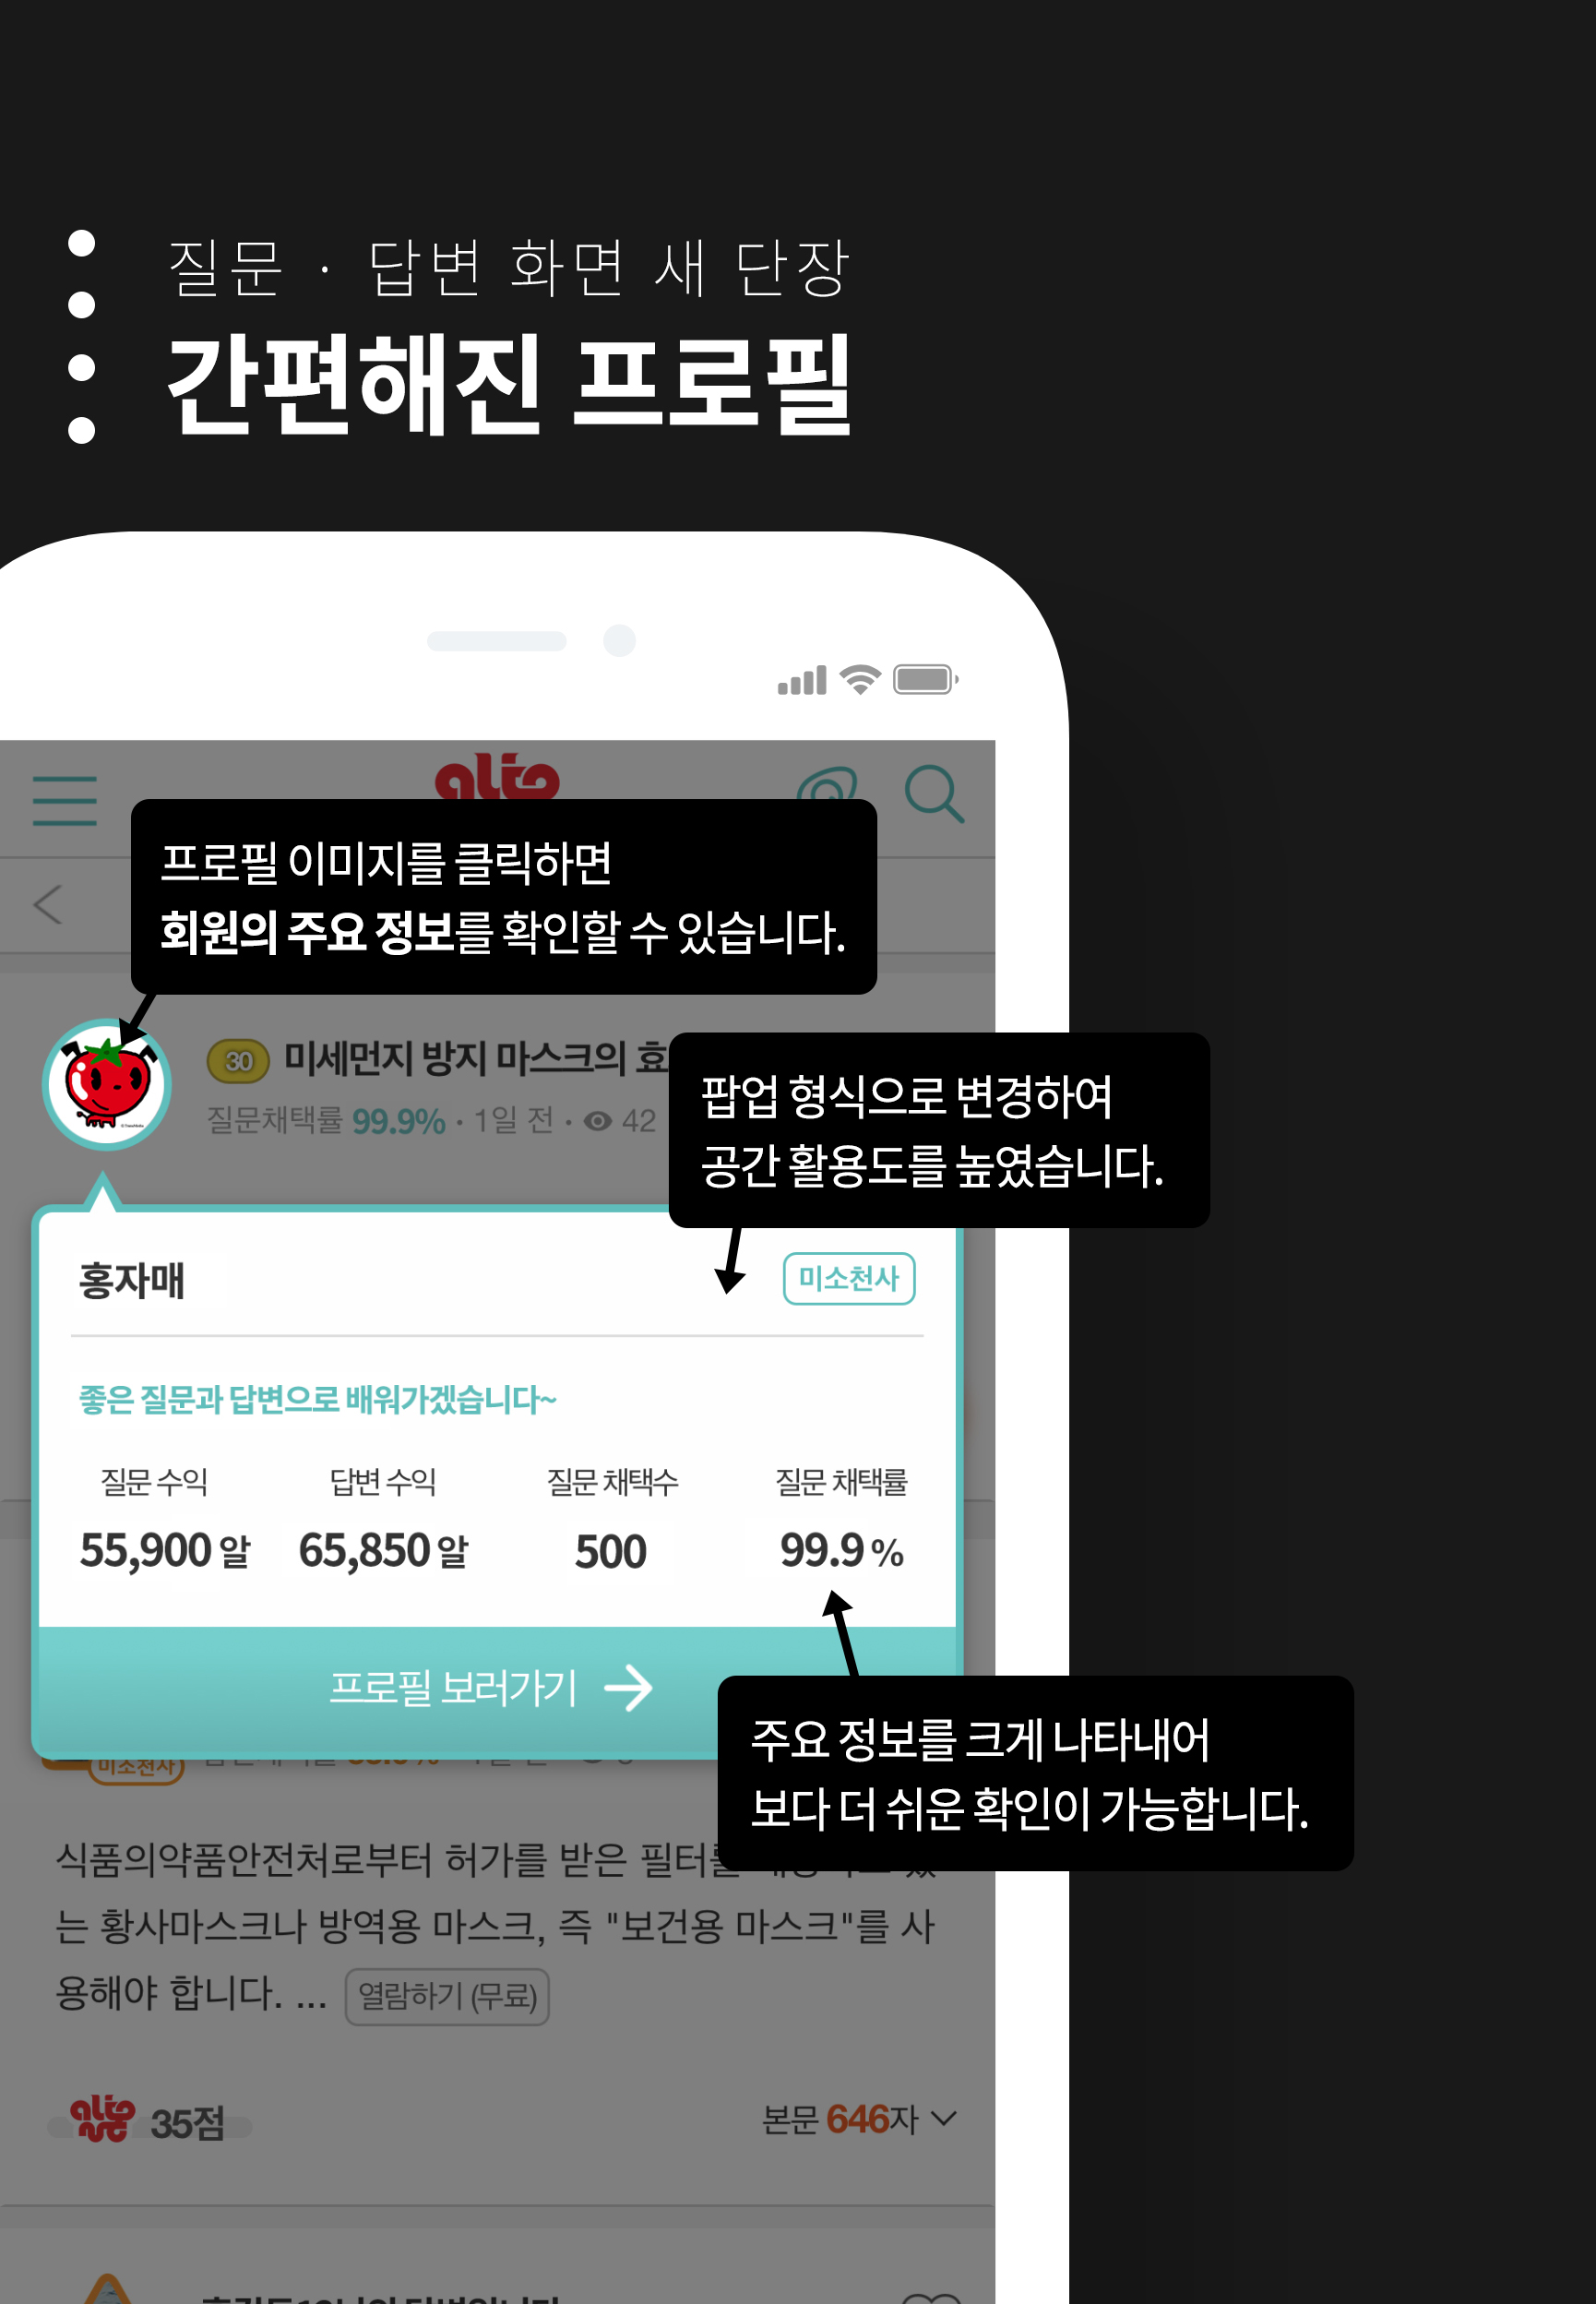 질문 · 답변 화면 새 단장
간편해진 프로필
프로필 이미지를 클릭하면
회원의 주요 정보를 확인할 수 있습니다.
30 미세먼지 방지 마스크의 효
질문채택률 99.9% · 1일 전 · 42
팝업 형식으로 변경하여
공간 활용도를 높였습니다.
홍자매
미소천사
좋은 질문과 답변으로 배워가겠습니다~
질문 수익 답변 수익 질문 채택수 질문 채택률
55,900 알 65,850 알 500 99.9 %
프로필 보러가기
주요 정보를 크게 나타내어
보다 더 쉬운 확인이 가능합니다.
미소천사
식품의약품안전처로부터 허가를 받은 필터를
는 황사마스크나 방역용 마스크, 즉 "보건용 마스크"를 사
용해야 합니다. ... 열람하기 (무료)
35점
본문 646자